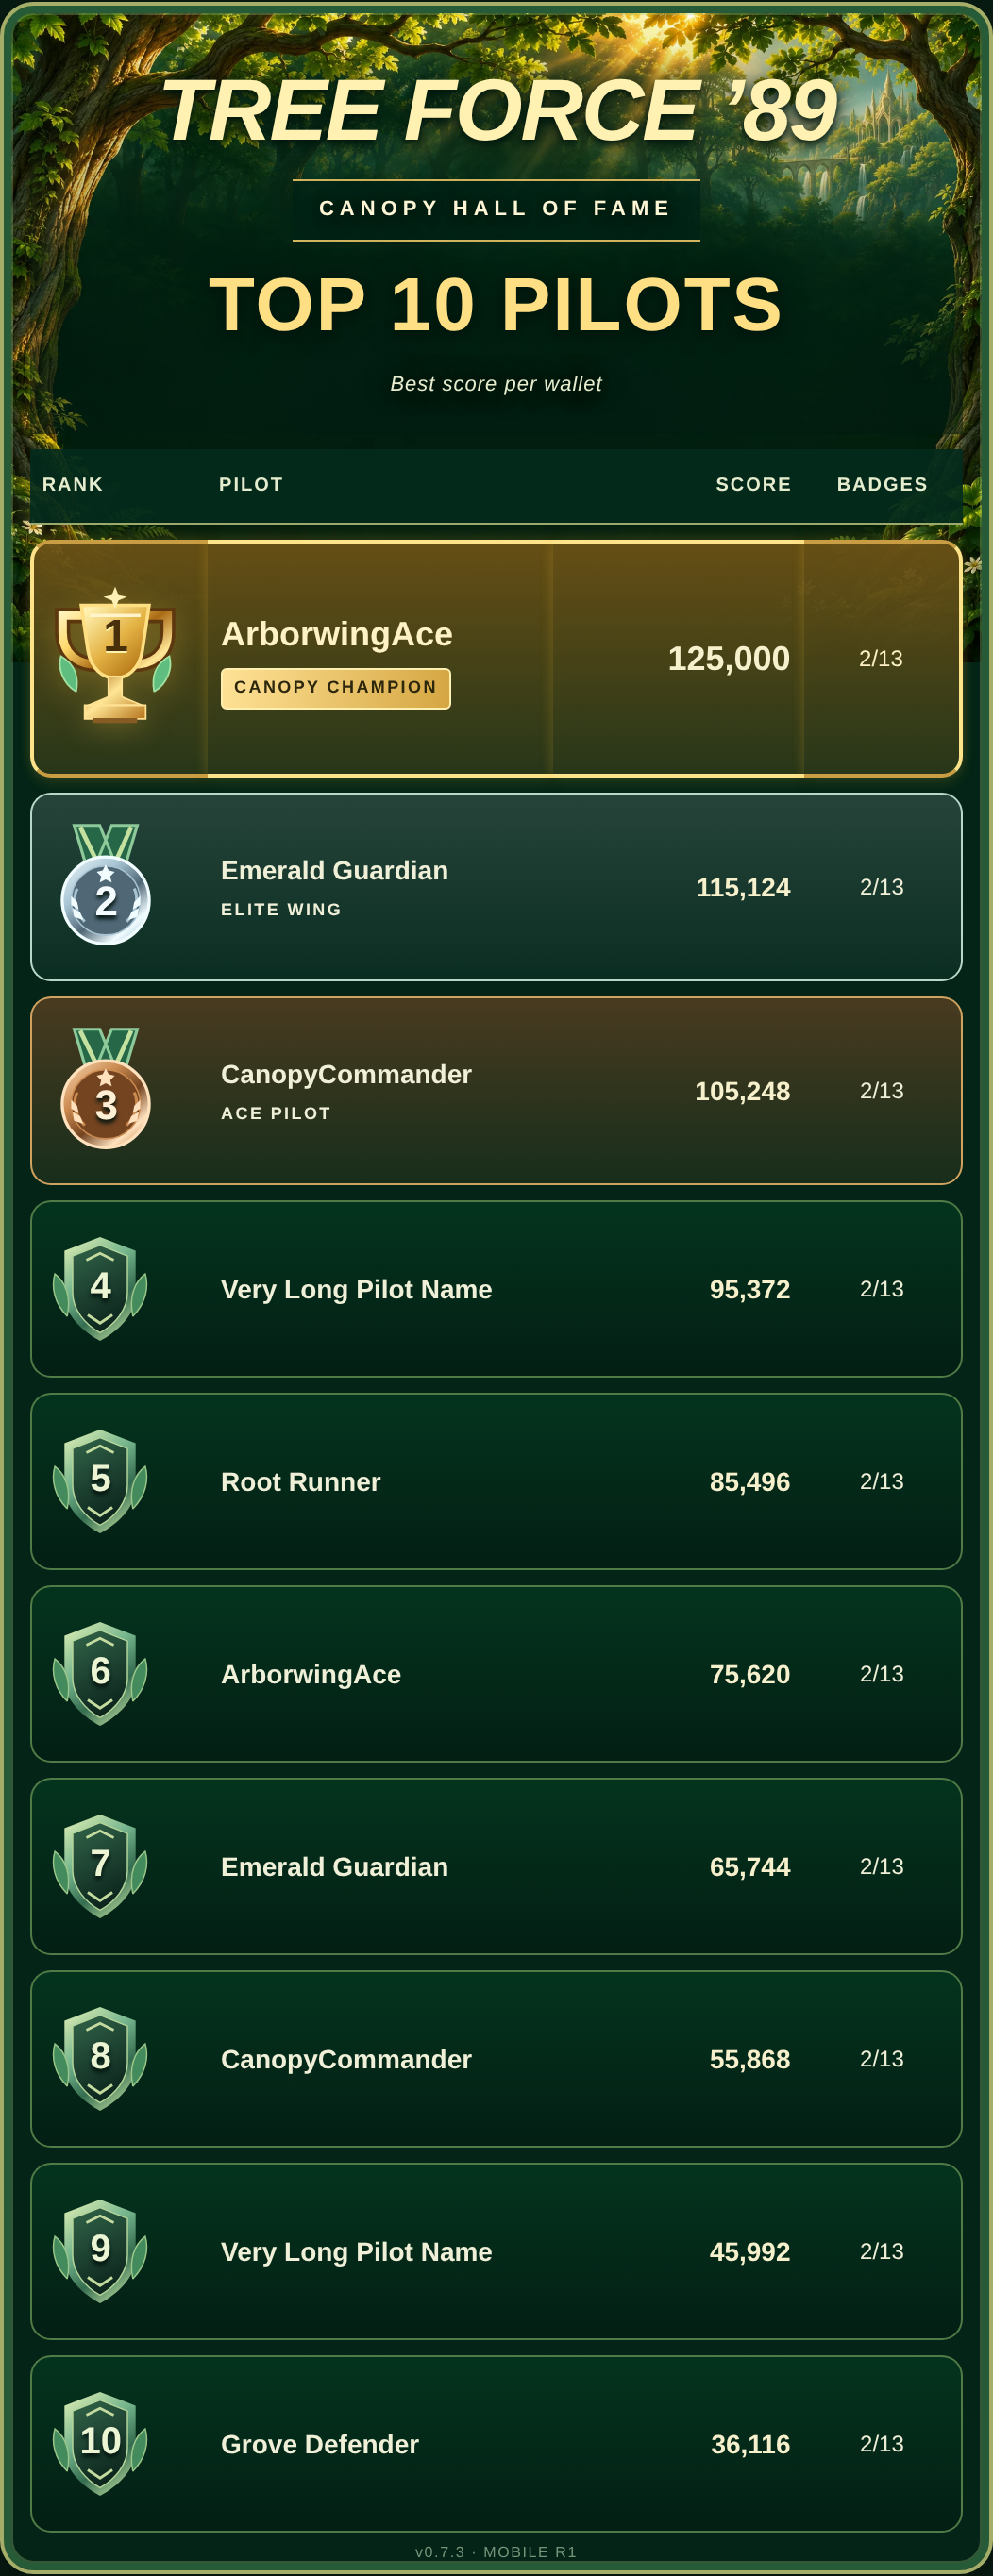 TREE FORCE ’89
CANOPY HALL OF FAME
TOP 10 PILOTS
Best score per wallet
RANK PILOT SCORE BADGES
1 ArborwingAce 125,000 2/13
CANOPY CHAMPION
2 Emerald Guardian 115,124 2/13
ELITE WING
3 CanopyCommander 105,248 2/13
ACE PILOT
4 Very Long Pilot Name 95,372 2/13
5 Root Runner 85,496 2/13
6 ArborwingAce 75,620 2/13
7 Emerald Guardian 65,744 2/13
8 CanopyCommander 55,868 2/13
9 Very Long Pilot Name 45,992 2/13
10 Grove Defender 36,116 2/13
v0.7.3 · MOBILE R1